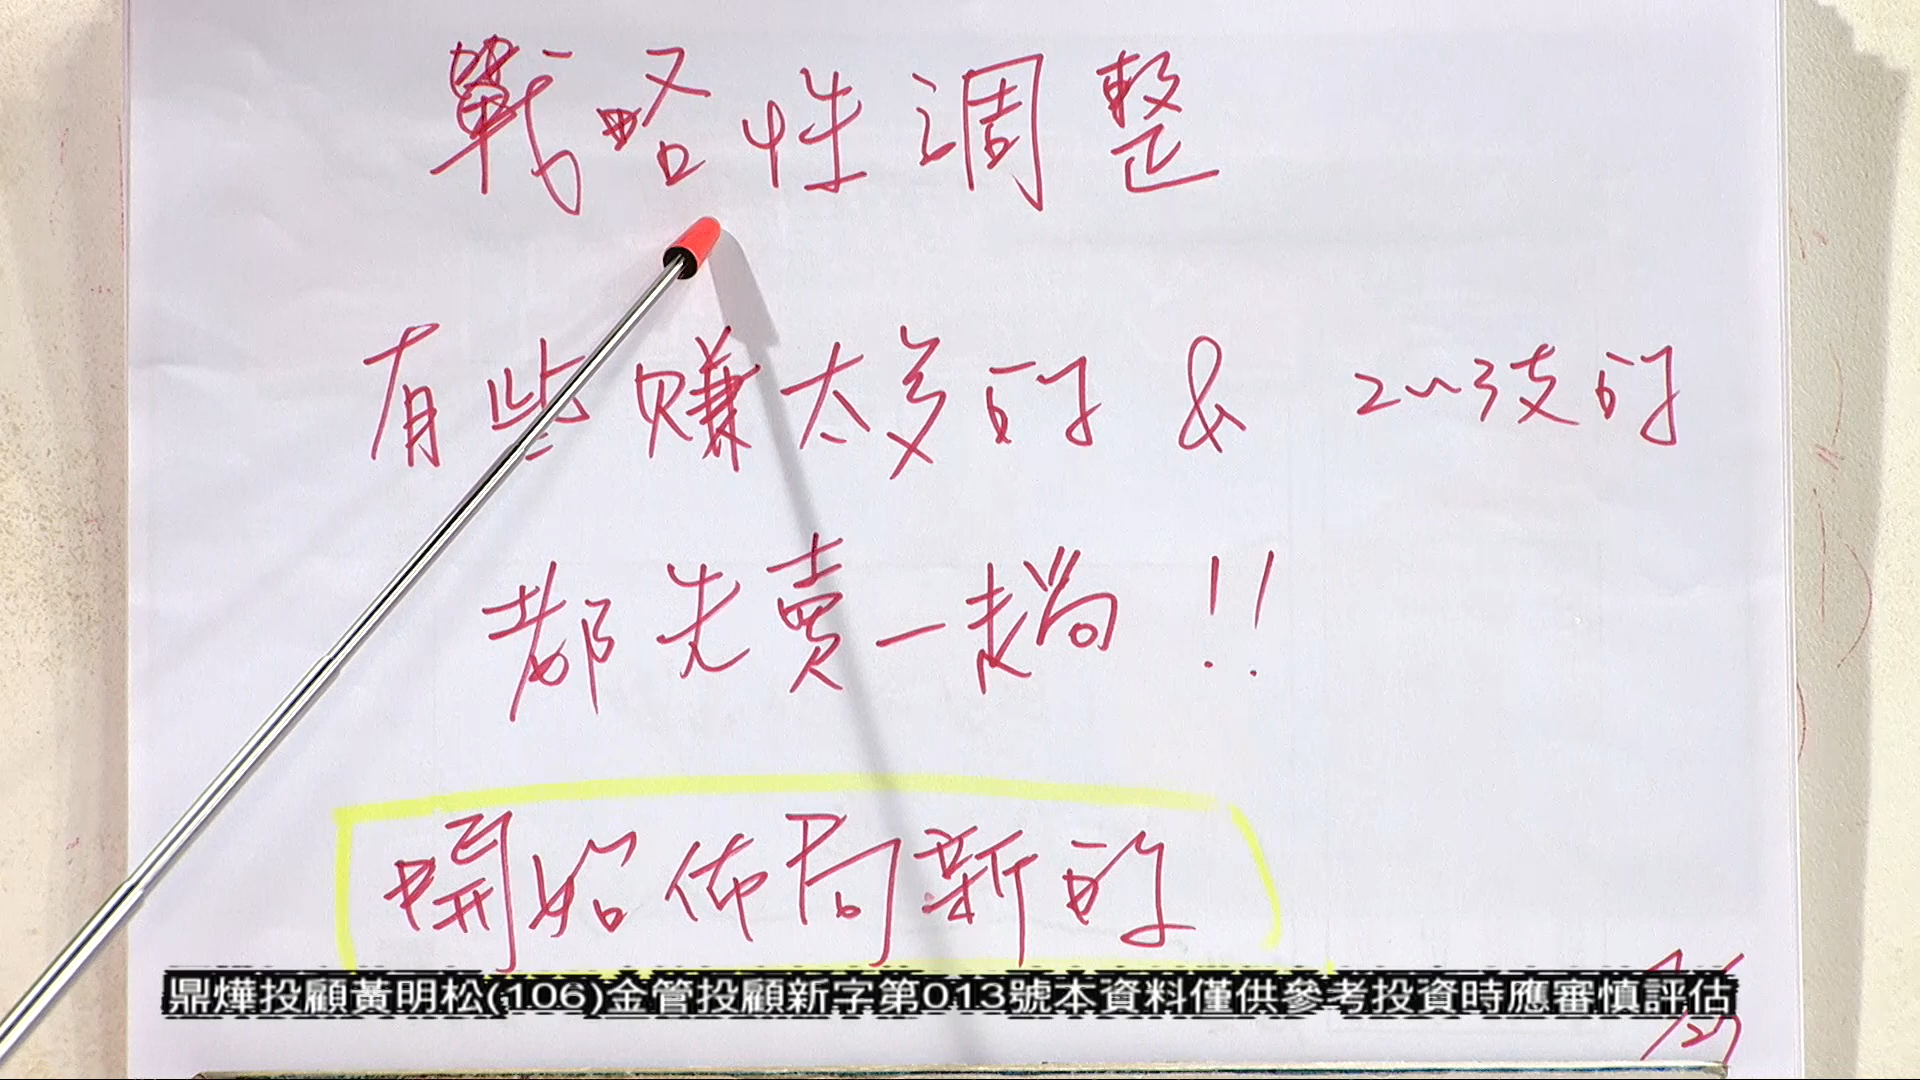 戰略性調整
有些賺太多的 & 2~3支的
都先賣一趟!!
開始佈局新的
鼎燁投顧黃明松(106)金管投顧新字第013號本資料僅供參考投資時應審慎評估